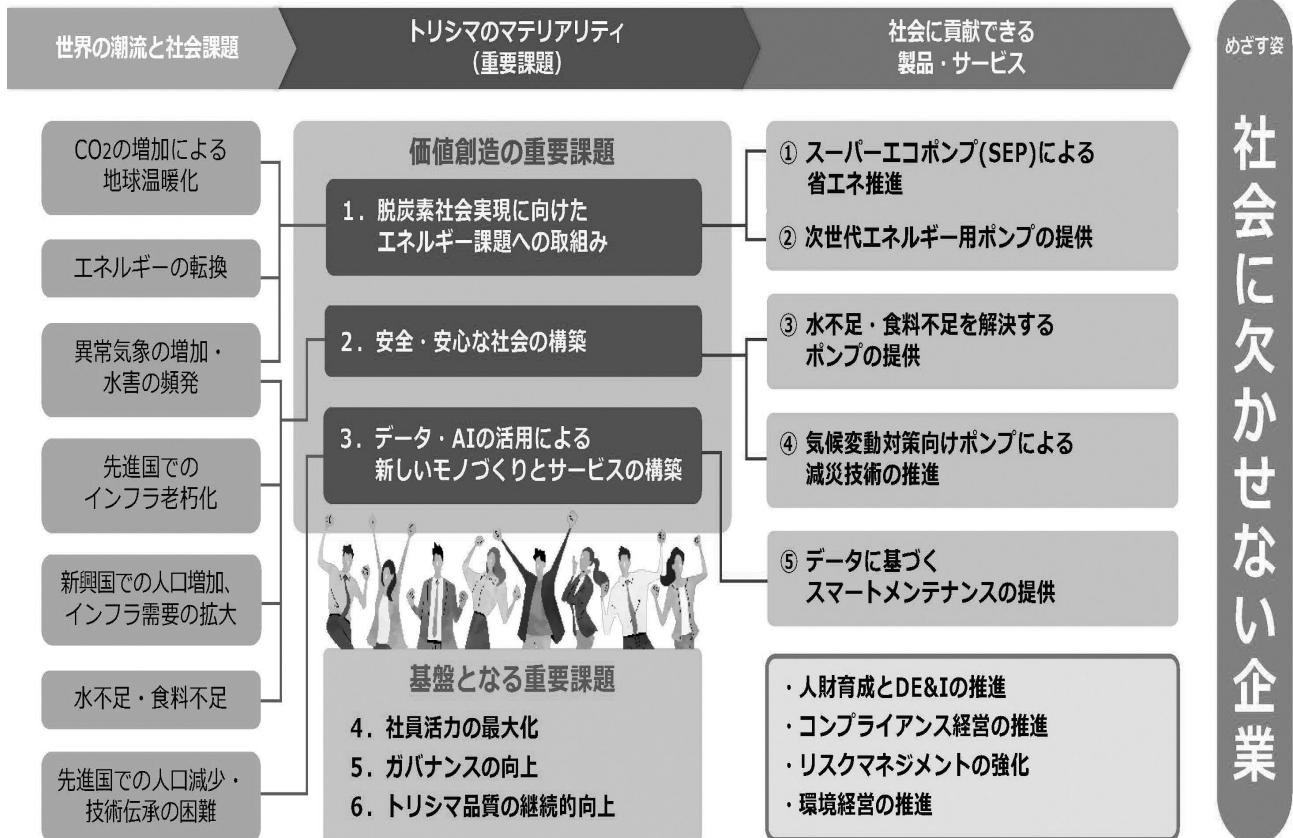 世界の潮流と社会課題
トリシマのマテリアリティ
(重要課題)
社会に貢献できる
製品・サービス
めざす姿
社会に欠かせない企業
CO2の増加による
地球温暖化
エネルギーの転換
異常気象の増加・
水害の頻発
先進国での
インフラ老朽化
新興国での人口増加、
インフラ需要の拡大
水不足・食料不足
先進国での人口減少・
技術伝承の困難
価値創造の重要課題
1. 脱炭素社会実現に向けた
エネルギー課題への取組み
2. 安全・安心な社会の構築
3. データ・AIの活用による
新しいモノづくりとサービスの構築
基盤となる重要課題
4. 社員活力の最大化
5. ガバナンスの向上
6. トリシマ品質の継続的向上
① スーパーエコポンプ(SEP)による
省エネ推進
② 次世代エネルギー用ポンプの提供
③ 水不足・食料不足を解決する
ポンプの提供
④ 気候変動対策向けポンプによる
減災技術の推進
⑤ データに基づく
スマートメンテナンスの提供
・人財育成とDE&Iの推進
・コンプライアンス経営の推進
・リスクマネジメントの強化
・環境経営の推進